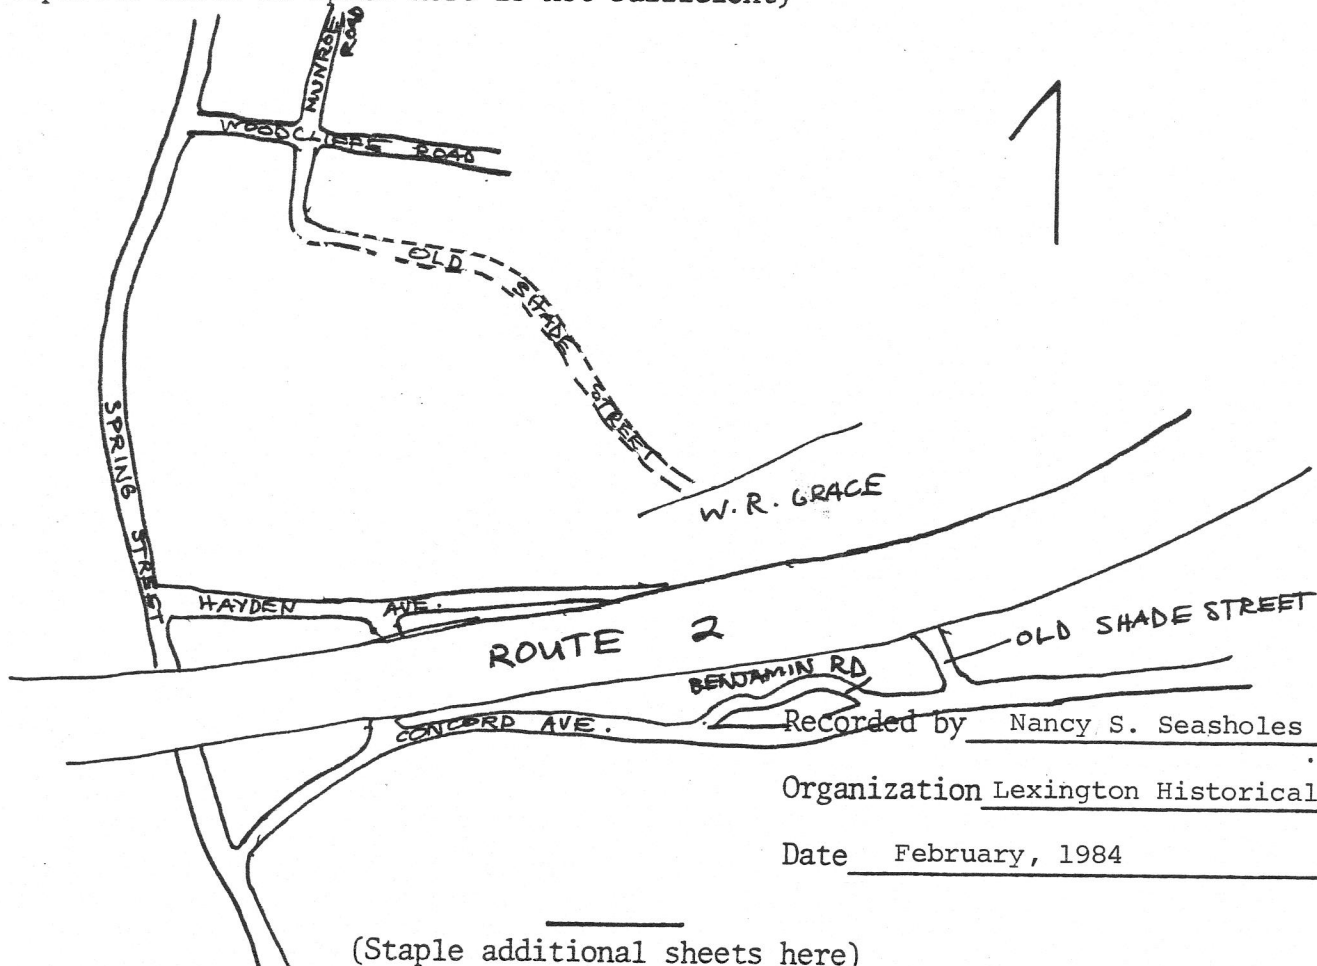 MUNROE ROAD
WOODCLIFFE ROAD
OLD SHADE STREET
SPRING STREET
W.R. GRACE
HAYDEN AVE.
ROUTE 2
OLD SHADE STREET
BENJAMIN RD
CONCORD AVE.
Recorded by Nancy S. Seasholes
Organization Lexington Historical
Date February, 1984
(Staple additional sheets here)